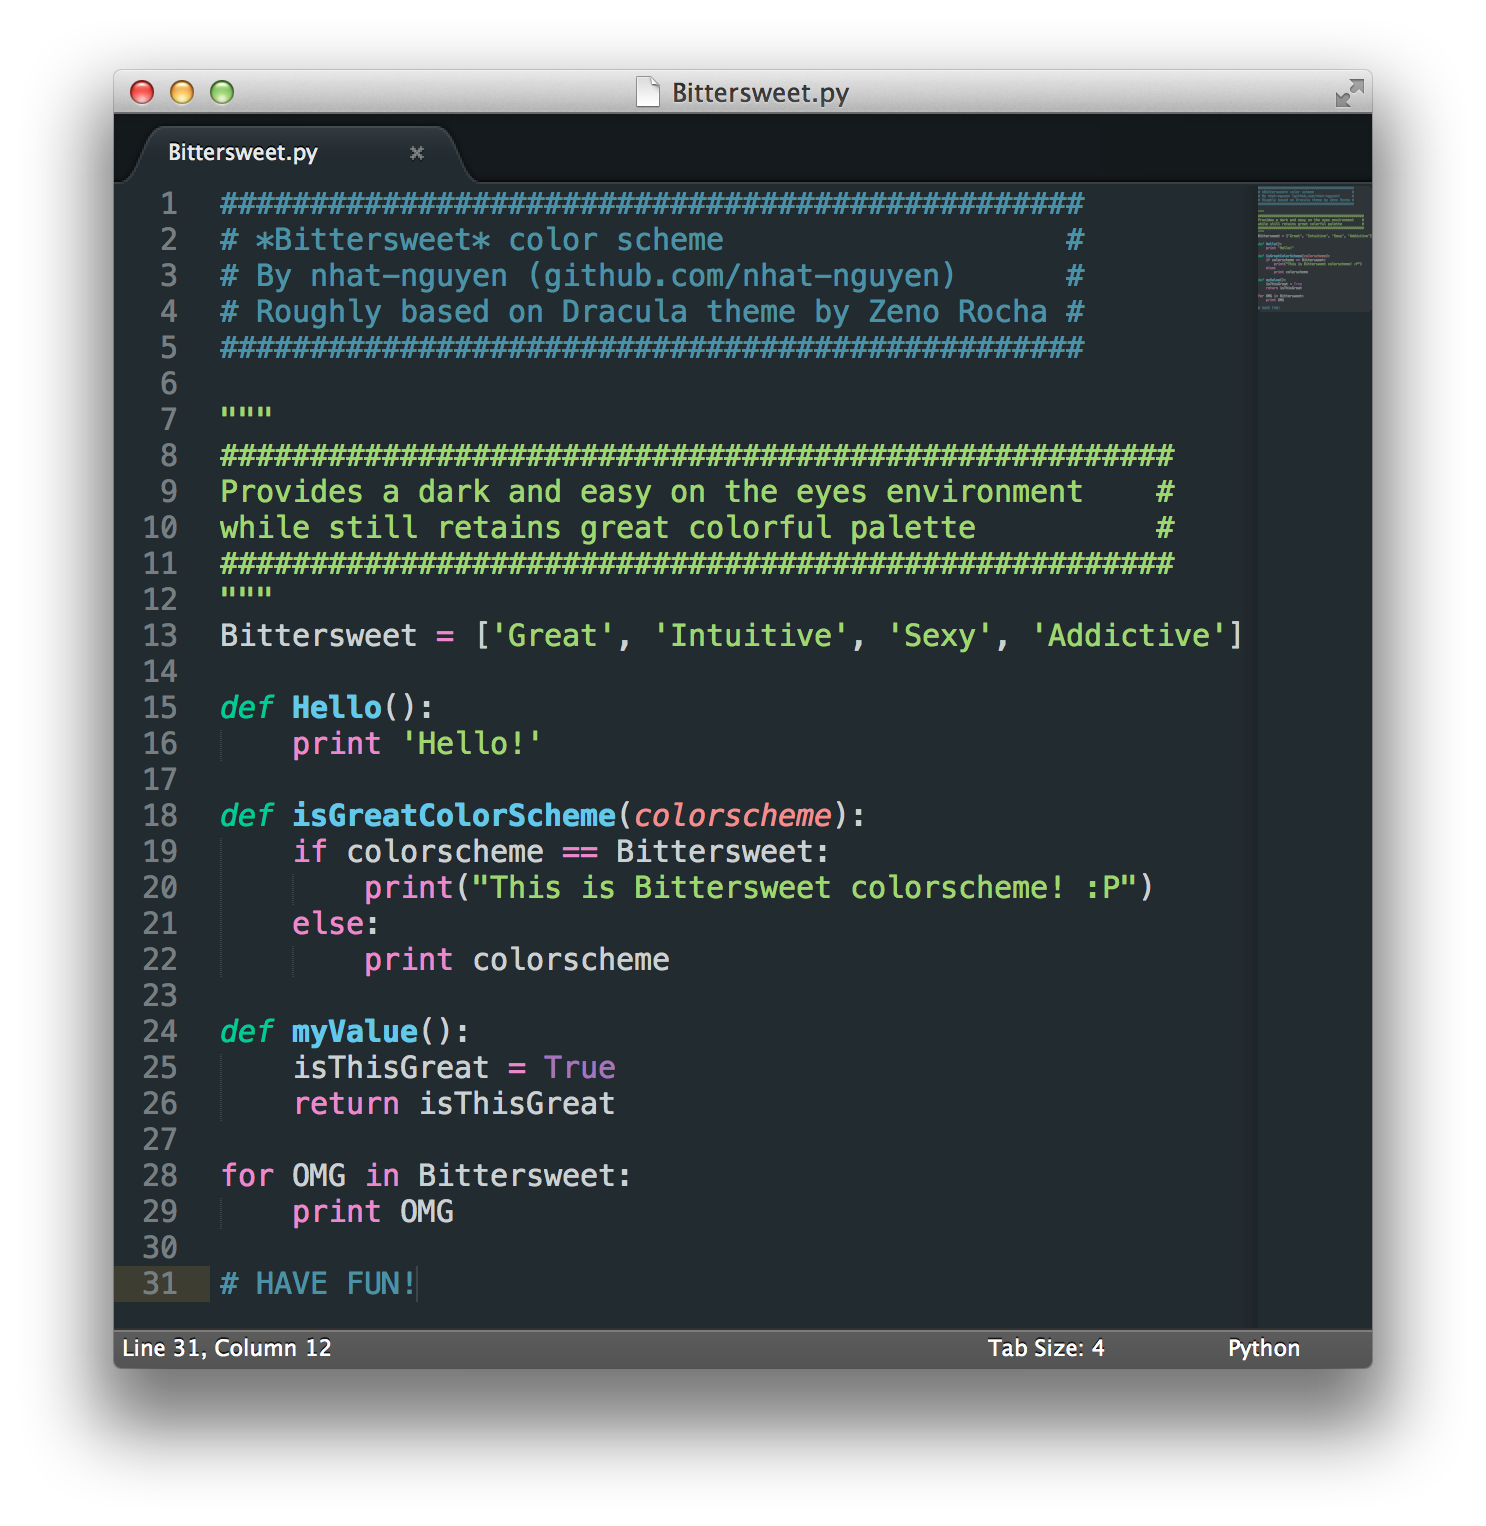 Bittersweet.py
Bittersweet.py ×
1 ################################################
2 # *Bittersweet* color scheme                   #
3 # By nhat-nguyen (github.com/nhat-nguyen)      #
4 # Roughly based on Dracula theme by Zeno Rocha #
5 ################################################
6
7 """
8 #####################################################
9 Provides a dark and easy on the eyes environment    #
10 while still retains great colorful palette          #
11 #####################################################
12 """
13 Bittersweet = ['Great', 'Intuitive', 'Sexy', 'Addictive']
14
15 def Hello():
16     print 'Hello!'
17
18 def isGreatColorScheme(colorscheme):
19     if colorscheme == Bittersweet:
20         print("This is Bittersweet colorscheme! :P")
21     else:
22         print colorscheme
23
24 def myValue():
25     isThisGreat = True
26     return isThisGreat
27
28 for OMG in Bittersweet:
29     print OMG
30
31 # HAVE FUN!
Line 31, Column 12 Tab Size: 4 Python